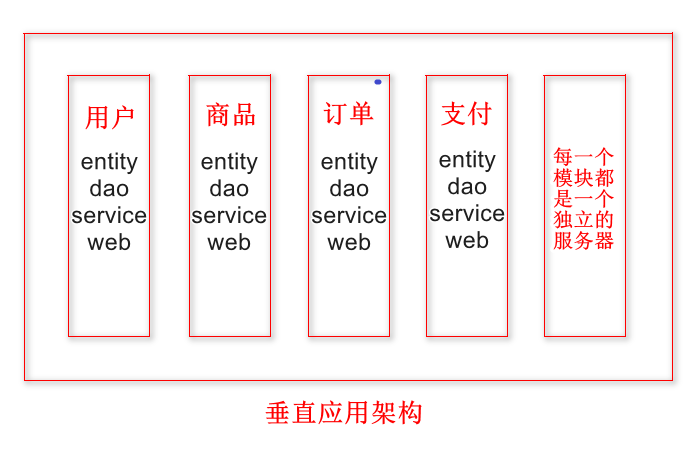 用户
entity
dao
service
web
商品
entity
dao
service
web
订单
entity
dao
service
web
支付
entity
dao
service
web
每一个
模块都
是一个
独立的
服务器
垂直应用架构